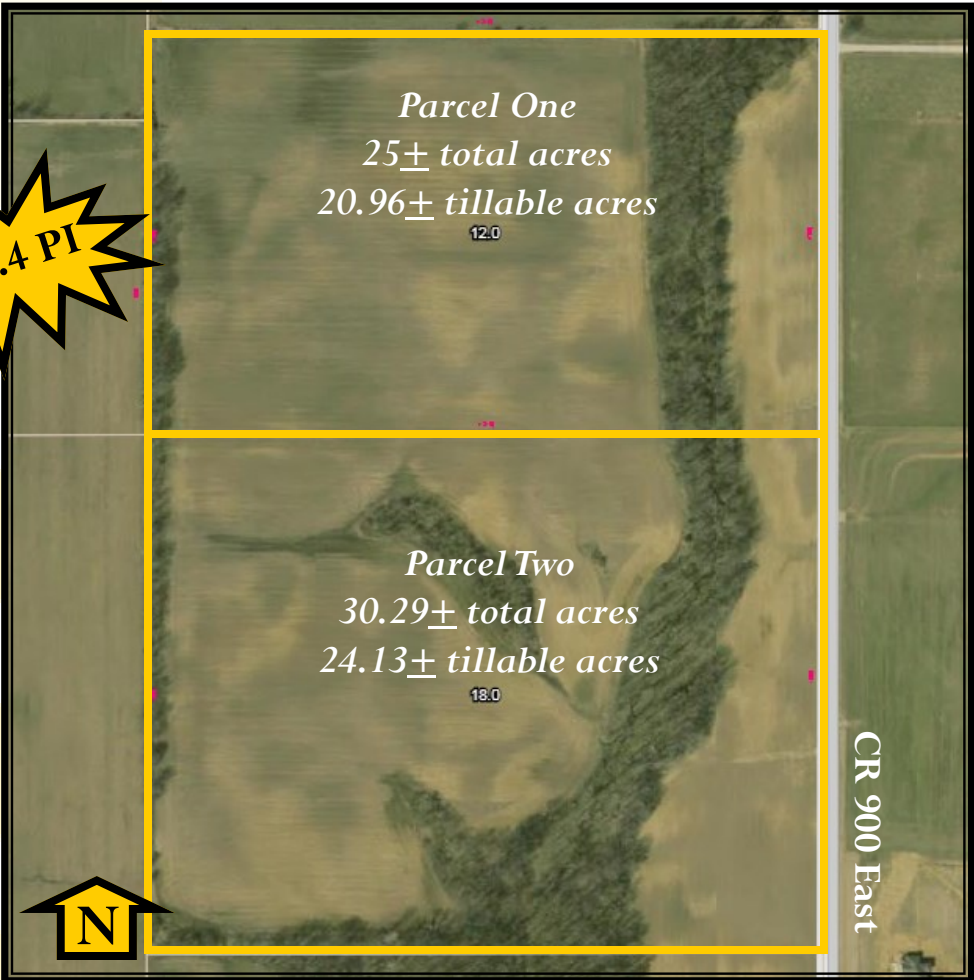 Parcel One
25± total acres
20.96± tillable acres
12.0
.4 PI
Parcel Two
30.29± total acres
24.13± tillable acres
18.0
CR 900 East
N